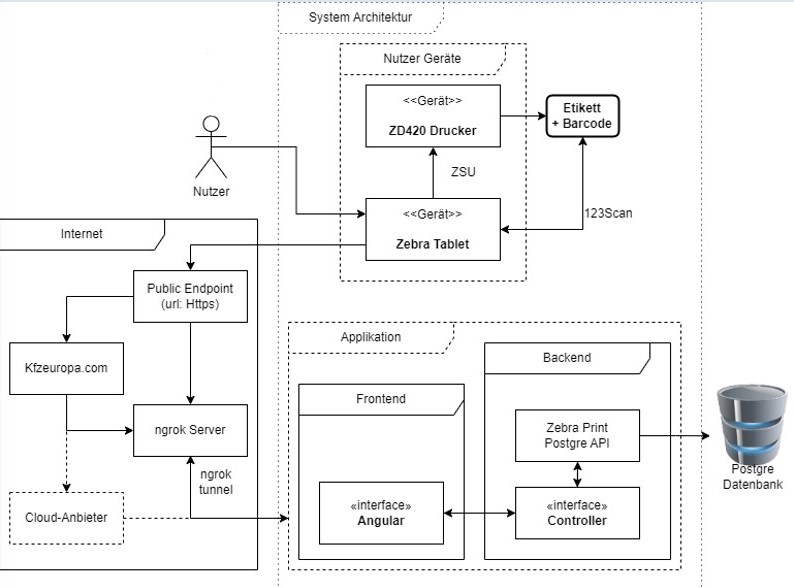 System Architektur
Nutzer Geräte
<<Gerät>>
ZD420 Drucker
Etikett
+ Barcode
ZSU
Nutzer
<<Gerät>>
Zebra Tablet
123Scan
Internet
Public Endpoint
(url: Https)
Kfzeuropa.com
ngrok Server
ngrok
tunnel
Cloud-Anbieter
Applikation
Frontend
«interface»
Angular
Backend
Zebra Print
Postgre API
«interface»
Controller
Postgre
Datenbank